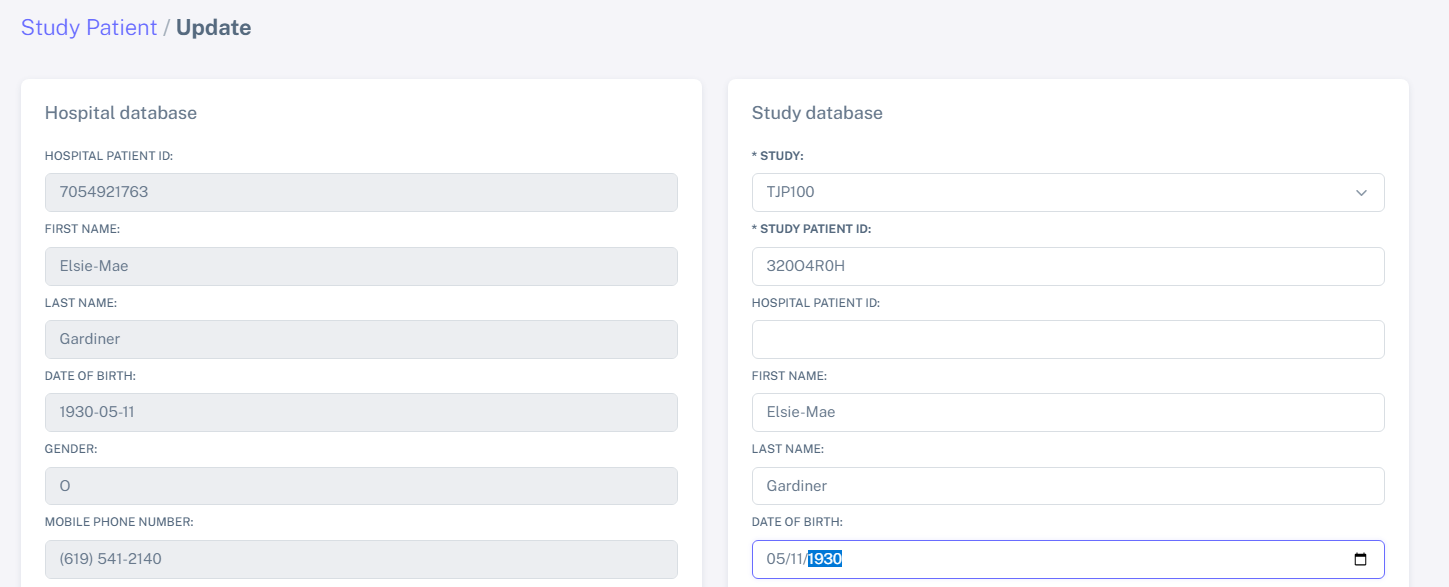 Study Patient / Update
Hospital database
HOSPITAL PATIENT ID:
7054921763
FIRST NAME:
Elsie-Mae
LAST NAME:
Gardiner
DATE OF BIRTH:
1930-05-11
GENDER:
O
MOBILE PHONE NUMBER:
(619) 541-2140
Study database
* STUDY:
TJP100
* STUDY PATIENT ID:
320O4R0H
HOSPITAL PATIENT ID:
FIRST NAME:
Elsie-Mae
LAST NAME:
Gardiner
DATE OF BIRTH:
05/11/1930